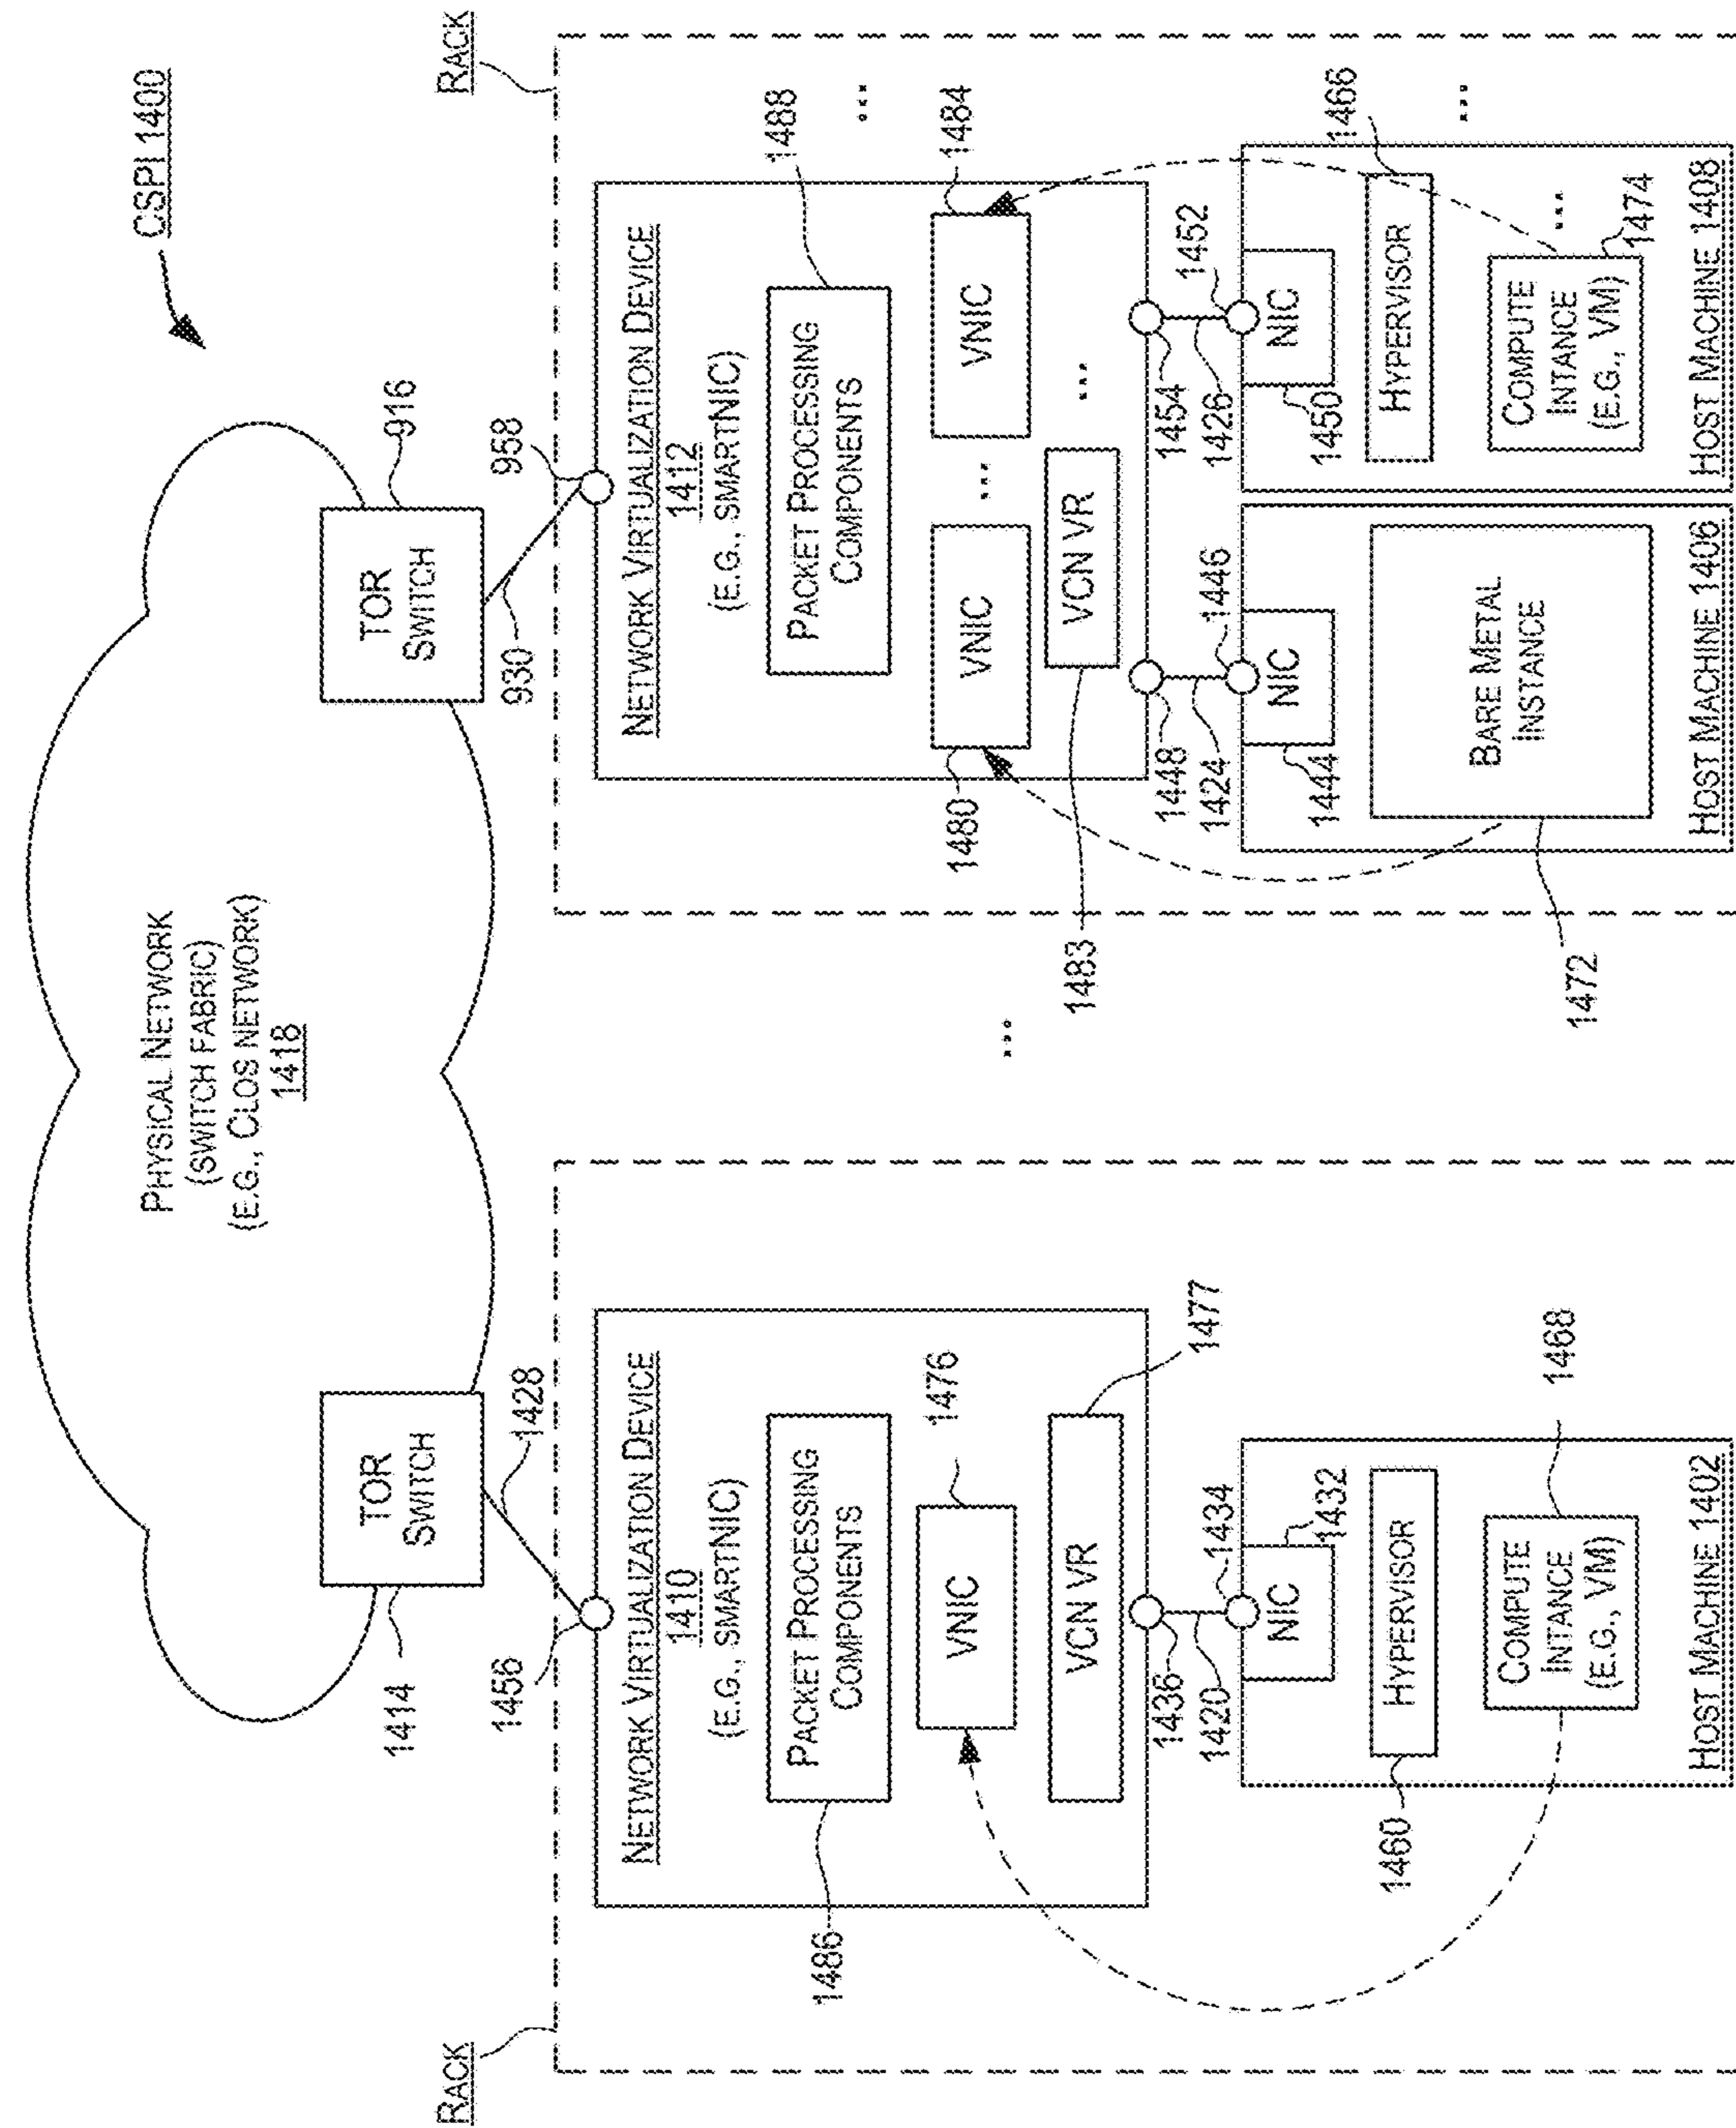 CSPI 1400
PHYSICAL NETWORK
(SWITCH FABRIC)
(E.G., CLOS NETWORK)
1418
TOR
SWITCH
1414
TOR
SWITCH
916
1428
930
RACK
RACK
1456
958
NETWORK VIRTUALIZATION DEVICE
1410
(E.G., SMARTNIC)
PACKET PROCESSING
COMPONENTS
1486
VNIC
1476
VCN VR
1477
1436
1420
1434
NIC
1432
HYPERVISOR
1460
COMPUTE
INTANCE
(E.G., VM)
1468
HOST MACHINE 1402
...
NETWORK VIRTUALIZATION DEVICE
1412
(E.G., SMARTNIC)
PACKET PROCESSING
COMPONENTS
1488
...
VNIC
1480
...
VNIC
1484
VCN VR
1483
...
1448
1424
1446
1454
1426
1452
NIC
1444
BARE METAL
INSTANCE
1472
HOST MACHINE 1406
NIC
1450
HYPERVISOR
1466
...
COMPUTE
INTANCE
(E.G., VM)
...
1474
HOST MACHINE 1408